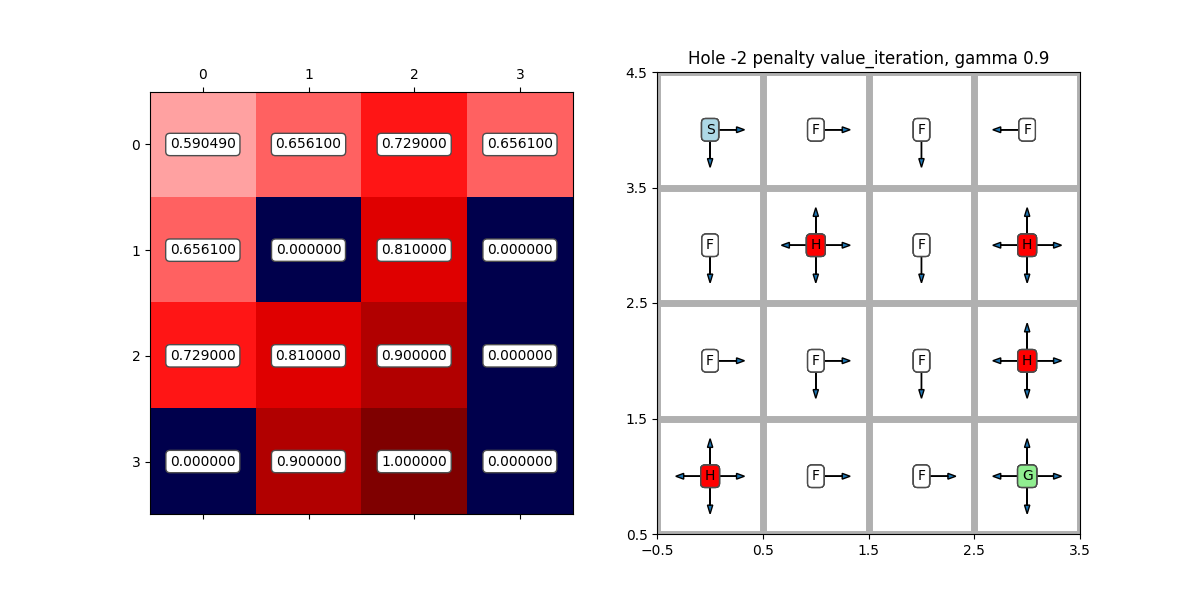 0 1 2 3
0 0.590490 0.656100 0.729000 0.656100
1 0.656100 0.000000 0.810000 0.000000
2 0.729000 0.810000 0.900000 0.000000
3 0.000000 0.900000 1.000000 0.000000
Hole -2 penalty value_iteration, gamma 0.9
4.5
S F F F
3.5
F H F H
2.5
F F F H
1.5
H F F G
0.5
−0.5 0.5 1.5 2.5 3.5